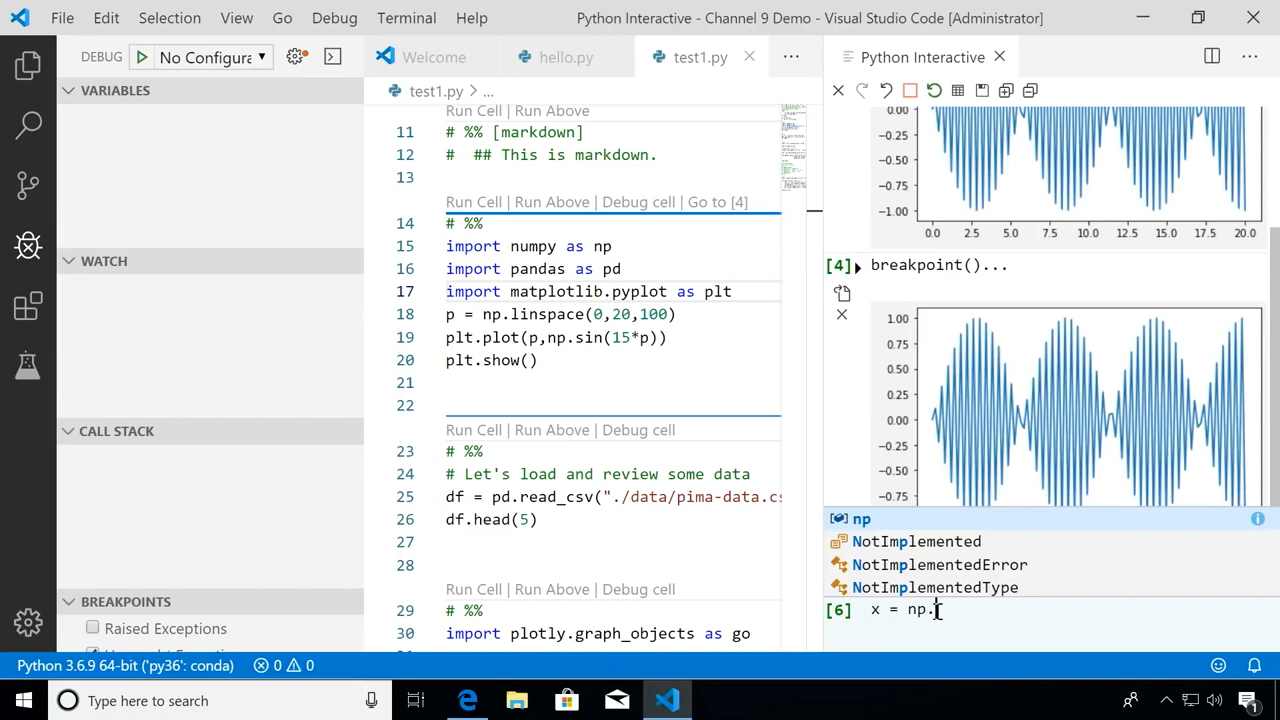 File Edit Selection View Go Debug Terminal Help Python Interactive - Channel 9 Demo - Visual Studio Code [Administrator]
DEBUG No Configura
VARIABLES
WATCH
CALL STACK
BREAKPOINTS
Raised Exceptions
Welcome hello.py test1.py ...
test1.py > ...
Run Cell | Run Above
11 # %% [markdown]
12 #  ## This is markdown.
13
Run Cell | Run Above | Debug cell | Go to [4]
14 # %%
15 import numpy as np
16 import pandas as pd
17 import matplotlib.pyplot as plt
18 p = np.linspace(0,20,100)
19 plt.plot(p,np.sin(15*p))
20 plt.show()
21
22
Run Cell | Run Above | Debug cell
23 # %%
24 # Let's load and review some data
25 df = pd.read_csv("./data/pima-data.cs
26 df.head(5)
27
28
Run Cell | Run Above | Debug cell
29 # %%
30 import plotly.graph_objects as go
Python Interactive
0.00
−0.25
−0.50
−0.75
−1.00
0.0 2.5 5.0 7.5 10.0 12.5 15.0 17.5 20.0
[4] breakpoint()...
1.00
0.75
0.50
0.25
0.00
−0.25
−0.50
−0.75
np
NotImplemented
NotImplementedError
NotImplementedType
[6] x = np.
Python 3.6.9 64-bit ('py36': conda) 0 0
Type here to search
1